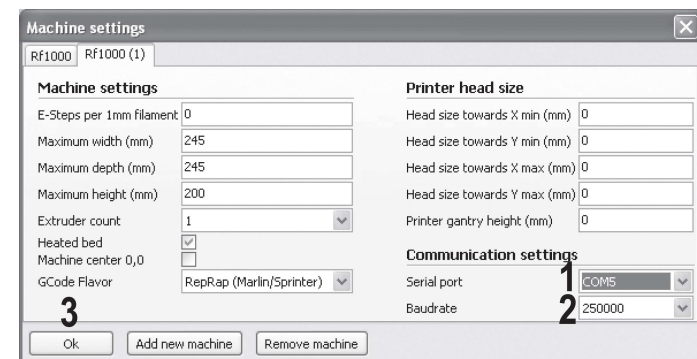 Machine settings
Rf1000 Rf1000 (1)
Machine settings
E-Steps per 1mm filament 0
Maximum width (mm) 245
Maximum depth (mm) 245
Maximum height (mm) 200
Extruder count 1
Heated bed
Machine center 0,0
GCode Flavor RepRap (Marlin/Sprinter)
Printer head size
Head size towards X min (mm) 0
Head size towards Y min (mm) 0
Head size towards X max (mm) 0
Head size towards Y max (mm) 0
Printer gantry height (mm) 0
Communication settings
Serial port 1 COM5
Baudrate 2 250000
3
Ok Add new machine Remove machine